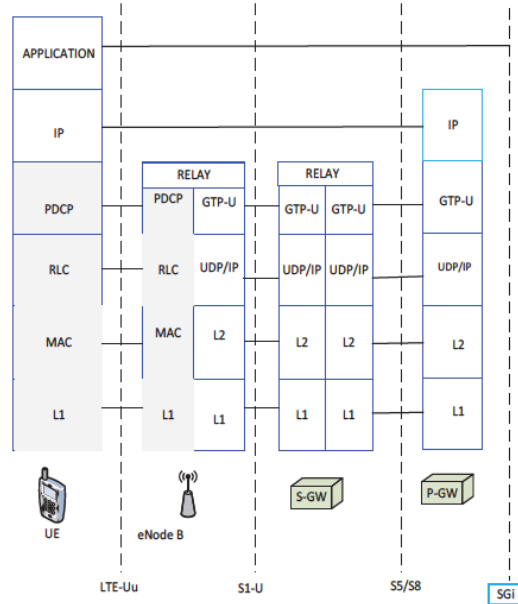 APPLICATION
IP IP
RELAY RELAY
PDCP PDCP GTP-U GTP-U GTP-U GTP-U
RLC RLC UDP/IP UDP/IP UDP/IP UDP/IP
MAC MAC L2 L2 L2 L2
L1 L1 L1 L1 L1 L1
S-GW P-GW
UE eNode B
LTE-Uu S1-U S5/S8 SGi